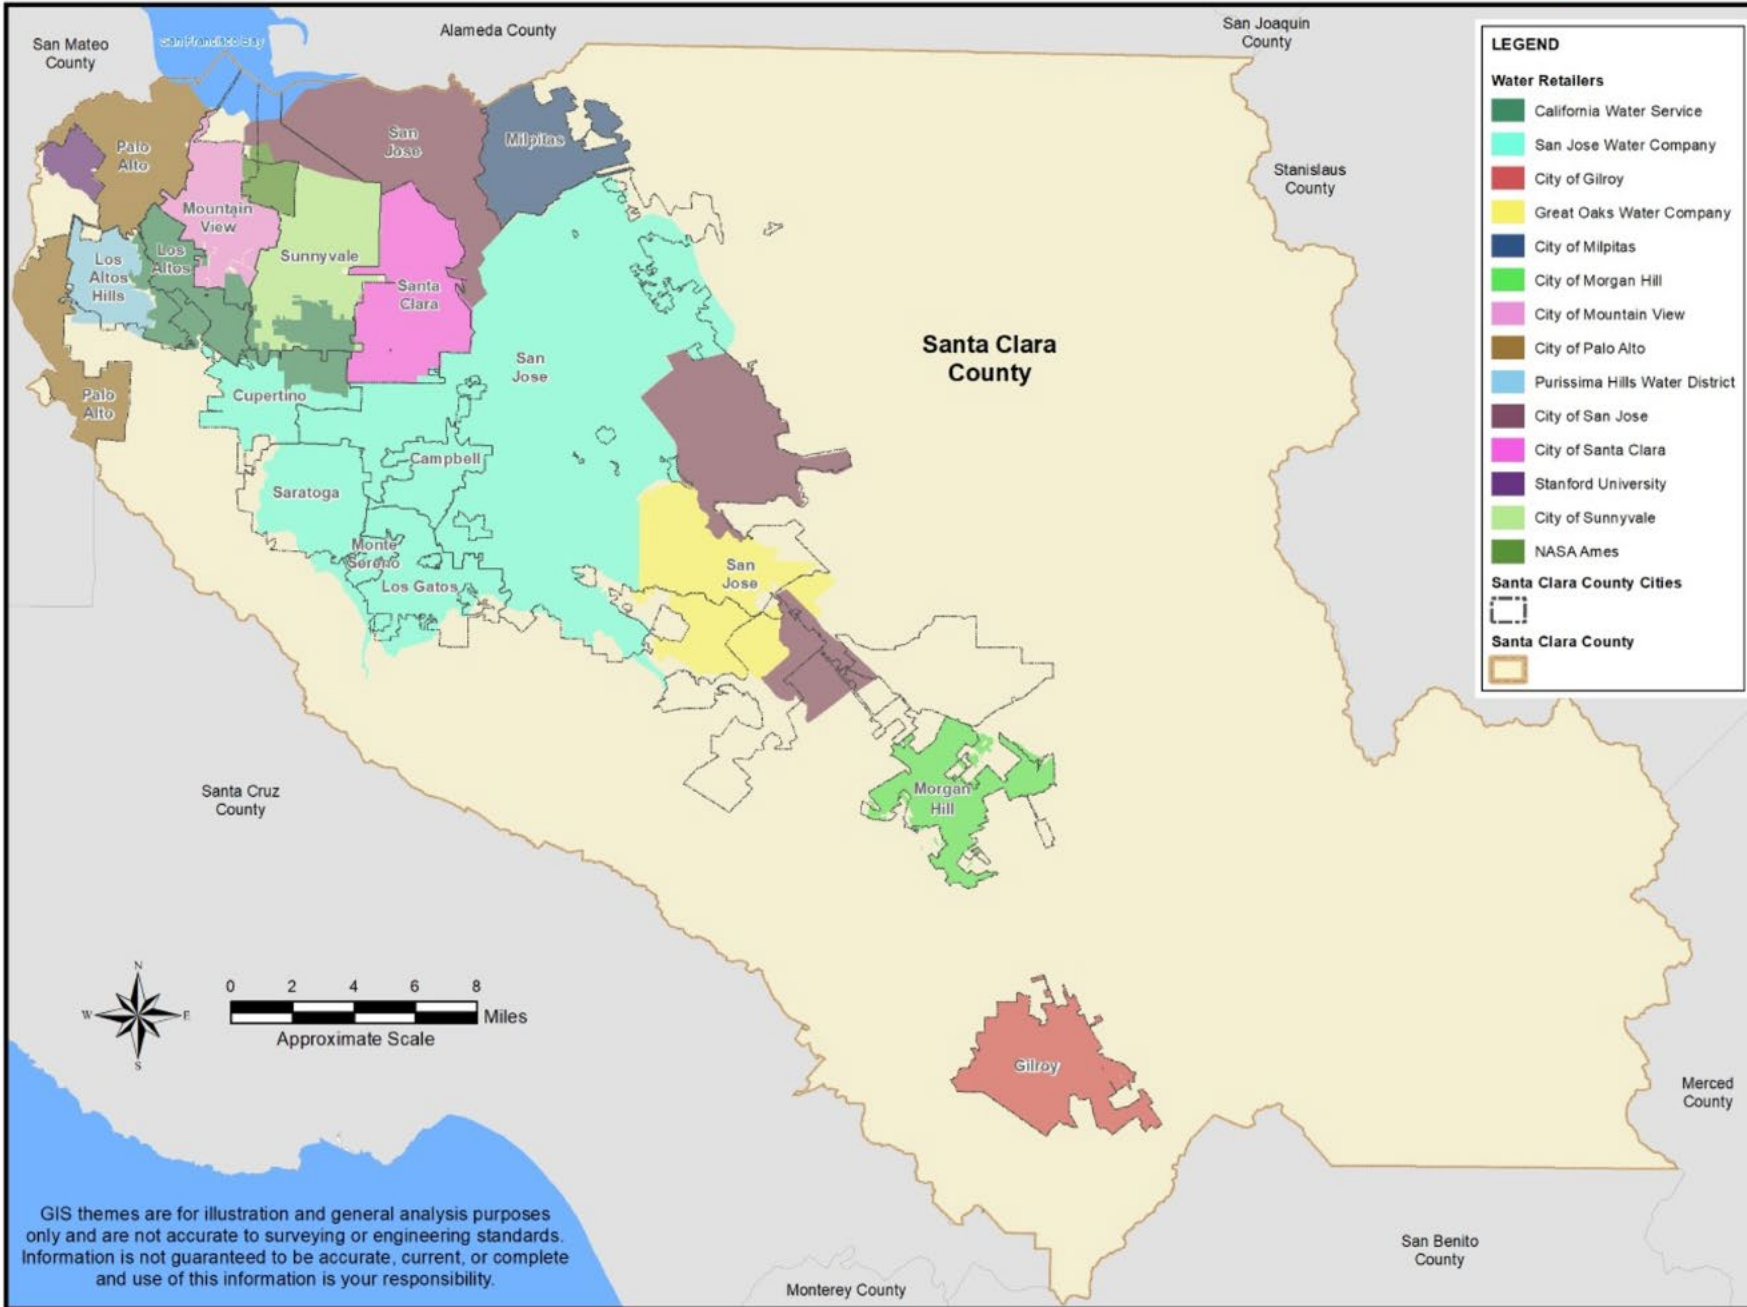 San Mateo
County
San Francisco Bay
Alameda County
San Joaquin
County
Stanislaus
County
Palo
Alto
San
Jose
Milpitas
Mountain
View
Los
Altos
Hills
Los
Altos
Sunnyvale
Santa
Clara
San
Jose
Santa Clara
County
Palo
Alto
Cupertino
Campbell
Saratoga
Monte
Sereno
Los Gatos
San
Jose
Morgan
Hill
Gilroy
Santa Cruz
County
Merced
County
San Benito
County
Monterey County
LEGEND
Water Retailers
California Water Service
San Jose Water Company
City of Gilroy
Great Oaks Water Company
City of Milpitas
City of Morgan Hill
City of Mountain View
City of Palo Alto
Purissima Hills Water District
City of San Jose
City of Santa Clara
Stanford University
City of Sunnyvale
NASA Ames
Santa Clara County Cities
Santa Clara County
N
W E
S
0 2 4 6 8
Miles
Approximate Scale
GIS themes are for illustration and general analysis purposes
only and are not accurate to surveying or engineering standards.
Information is not guaranteed to be accurate, current, or complete
and use of this information is your responsibility.